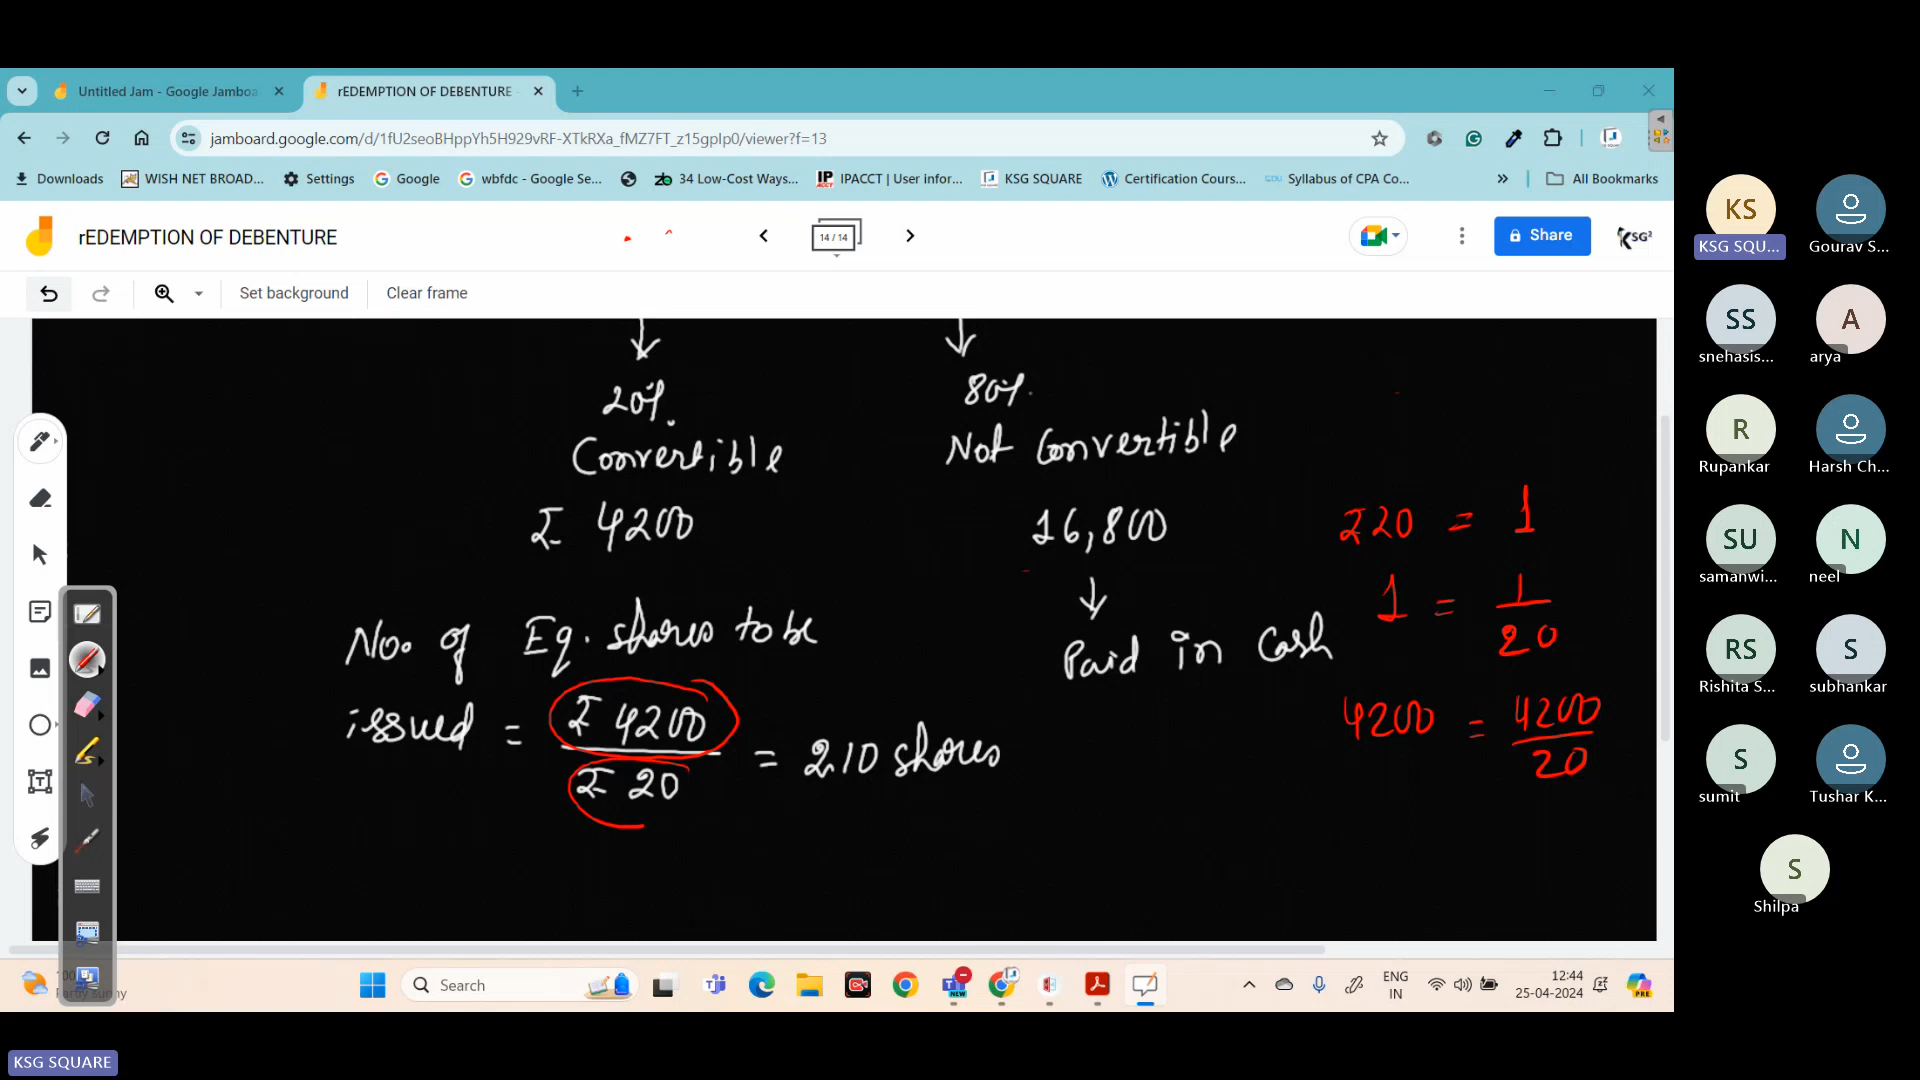 Untitled Jam - Google Jamboa
rEDEMPTION OF DEBENTURE -
jamboard.google.com/d/1fU2seoBHppYh5H929vRF-XTkRXa_fMZ7FT_z15gpIp0/viewer?f=13
Downloads WISH NET BROAD... Settings Google wbfdc - Google Se... 34 Low-Cost Ways... IPACCT | User infor... KSG SQUARE Certification Cours... Syllabus of CPA Co... » All Bookmarks
rEDEMPTION OF DEBENTURE
14 / 14
Share
KSG²
Set background Clear frame
20%. 80%.
Convertible Not Convertible
₹ 4200 16,800
₹20 = 1
1 = 1/20
No. of Eq. shares to be
Paid in Cash
issued = ₹ 4200 / ₹ 20 = 210 shares
4200 = 4200/20
KS
KSG SQU...
Gourav S...
SS
snehasis...
A
arya
R
Rupankar
Harsh Ch...
SU
samanwi...
N
neel
RS
Rishita S...
S
subhankar
S
sumit
Tushar K...
S
Shilpa
Search
ENG
IN
12:44
25-04-2024
KSG SQUARE